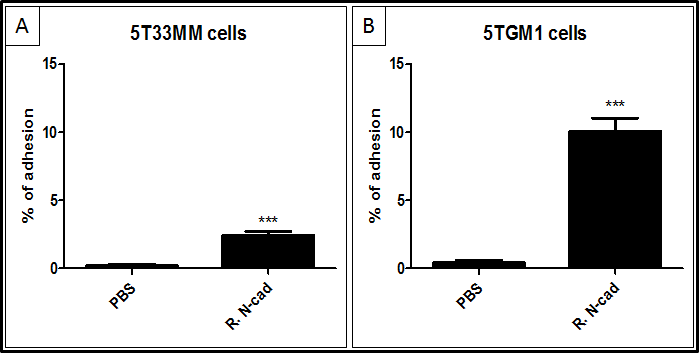 A
5T33MM cells
% of adhesion
15
10
5
0
***
PBS
R. N-cad
B
5TGM1 cells
% of adhesion
15
10
5
0
***
PBS
R. N-cad